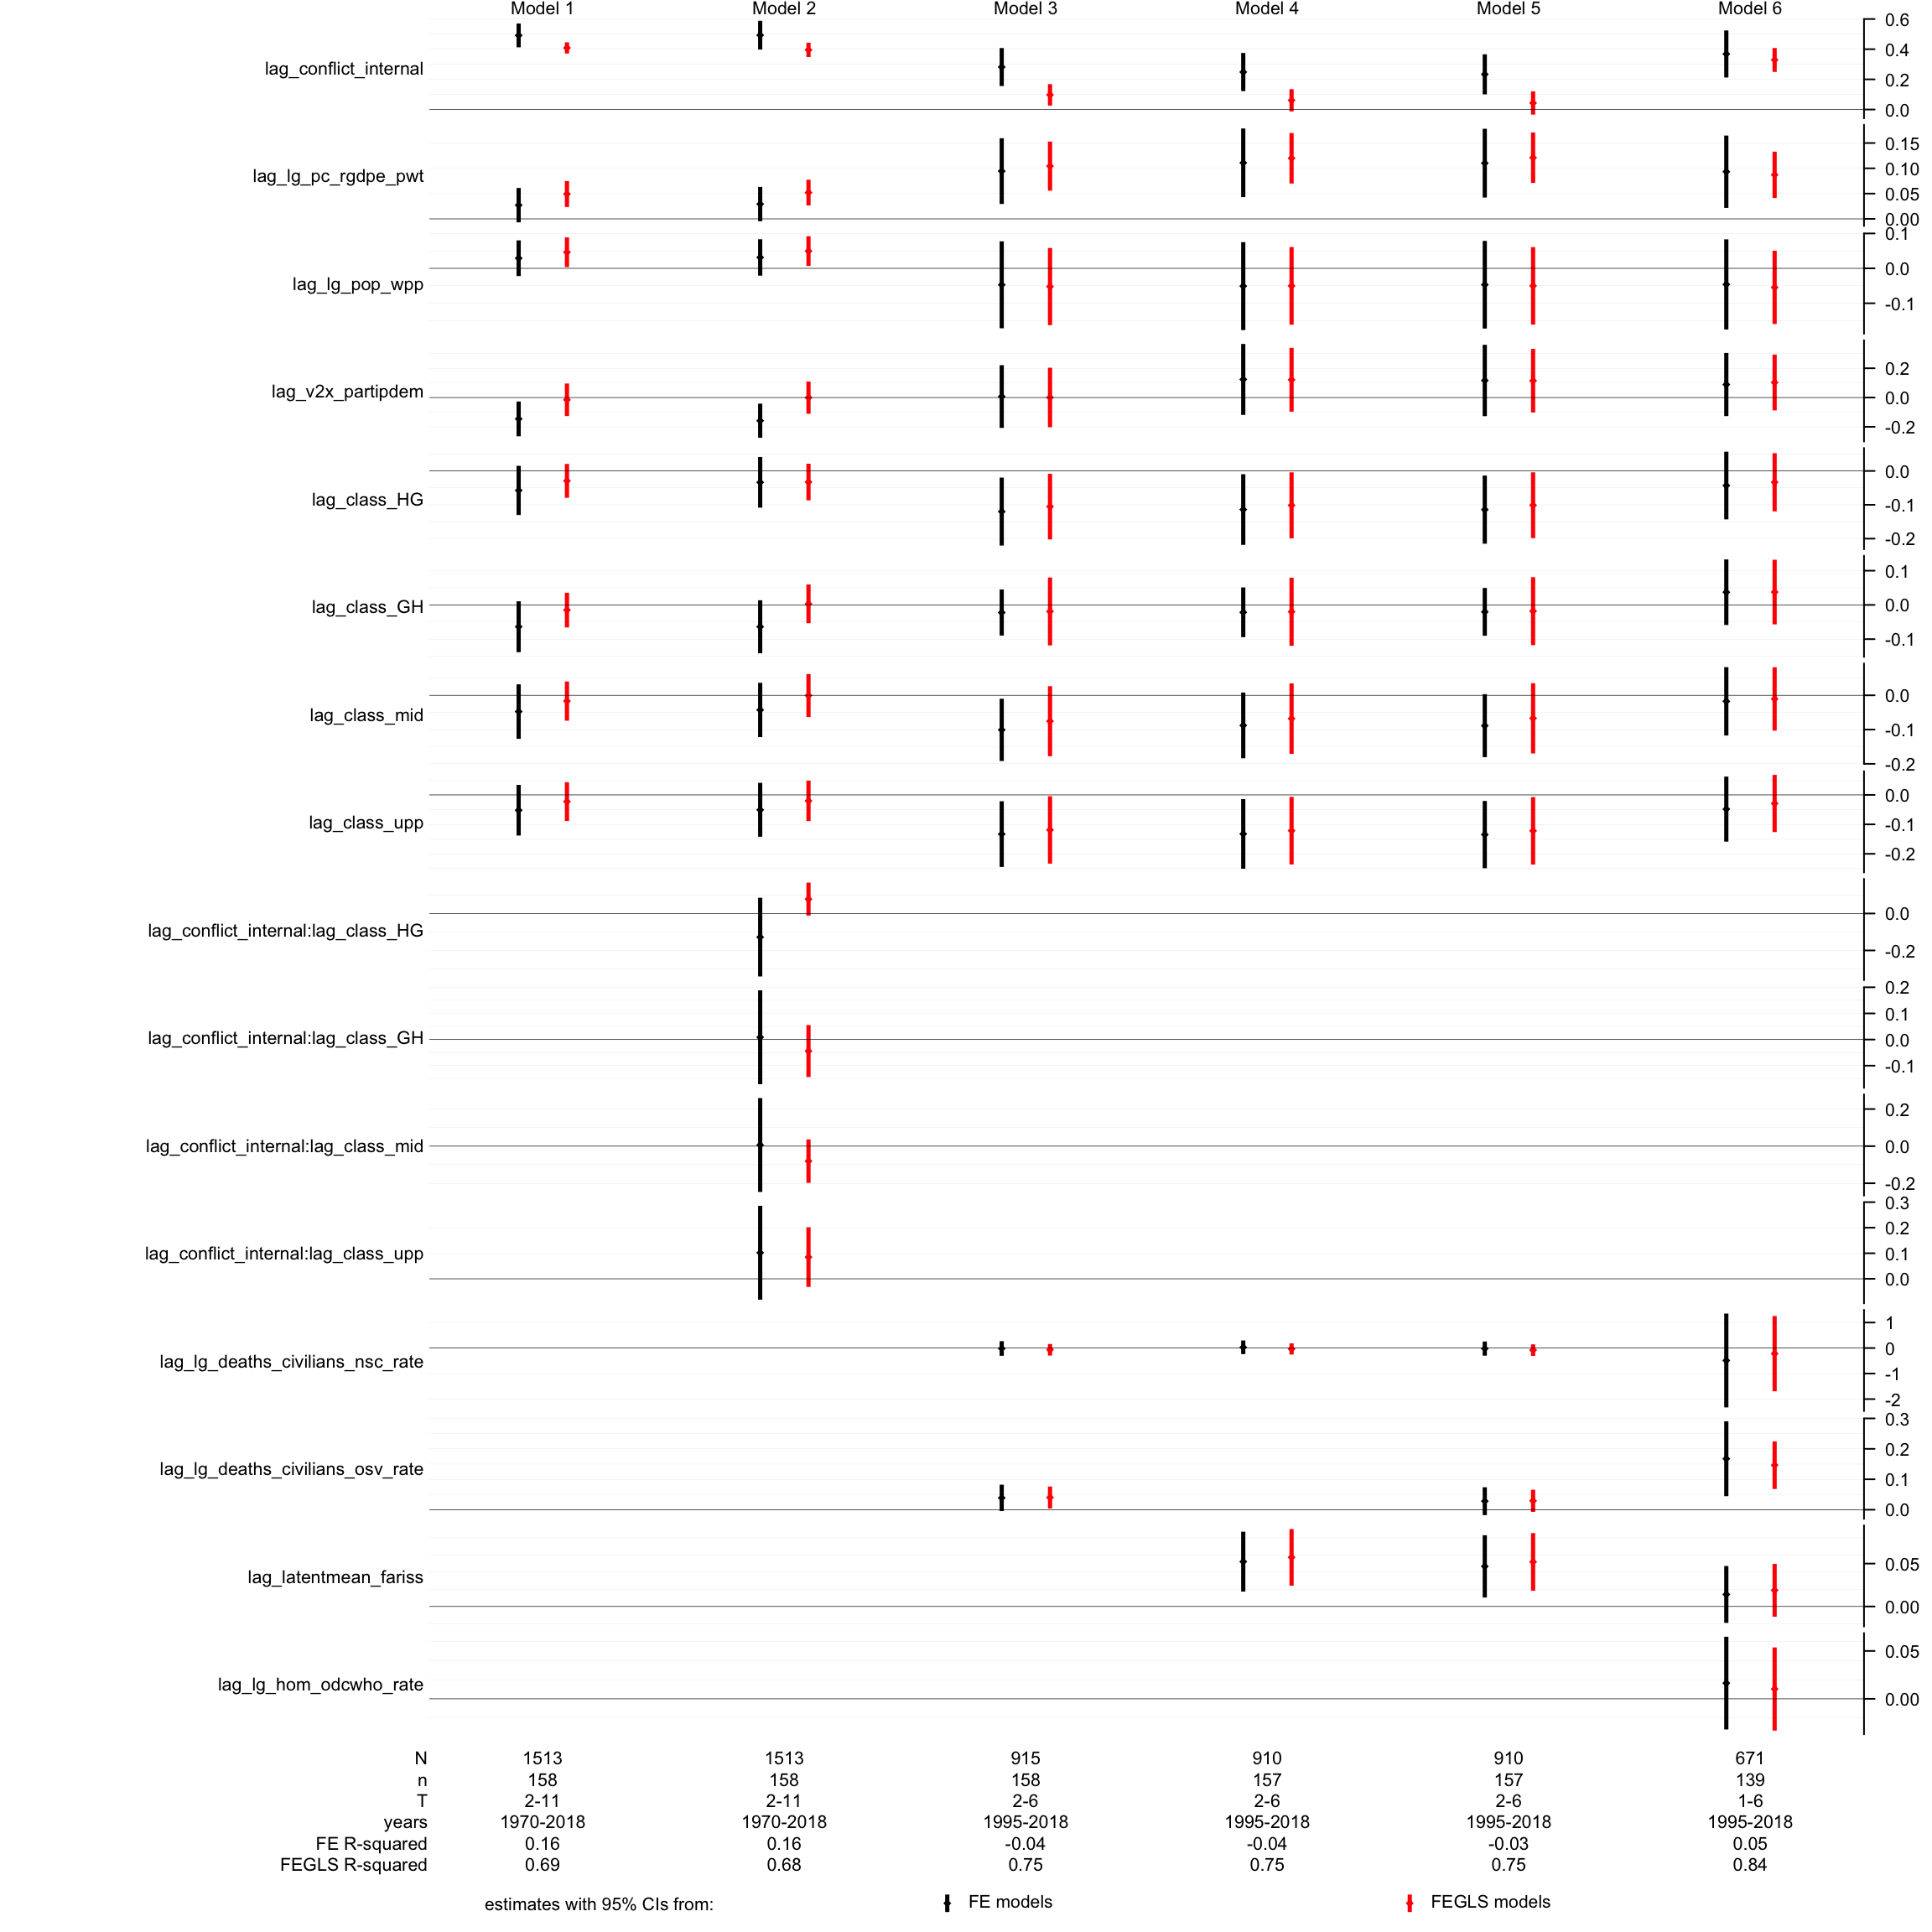 Model 1 Model 2 Model 3 Model 4 Model 5 Model 6
lag_conflict_internal
0.6
0.4
0.2
0.0
lag_lg_pc_rgdpe_pwt
0.15
0.10
0.05
0.00
lag_lg_pop_wpp
0.1
0.0
-0.1
lag_v2x_partipdem
0.2
0.0
-0.2
lag_class_HG
0.0
-0.1
-0.2
lag_class_GH
0.1
0.0
-0.1
lag_class_mid
0.0
-0.1
-0.2
lag_class_upp
0.0
-0.1
-0.2
lag_conflict_internal:lag_class_HG
0.0
-0.2
lag_conflict_internal:lag_class_GH
0.2
0.1
0.0
-0.1
lag_conflict_internal:lag_class_mid
0.2
0.0
-0.2
lag_conflict_internal:lag_class_upp
0.3
0.2
0.1
0.0
lag_lg_deaths_civilians_nsc_rate
1
0
-1
-2
lag_lg_deaths_civilians_osv_rate
0.3
0.2
0.1
0.0
lag_latentmean_fariss
0.05
0.00
lag_lg_hom_odcwho_rate
0.05
0.00
N 1513 1513 915 910 910 671
n 158 158 158 157 157 139
T 2-11 2-11 2-6 2-6 2-6 1-6
years 1970-2018 1970-2018 1995-2018 1995-2018 1995-2018 1995-2018
FE R-squared 0.16 0.16 -0.04 -0.04 -0.03 0.05
FEGLS R-squared 0.69 0.68 0.75 0.75 0.75 0.84
estimates with 95% CIs from: FE models FEGLS models